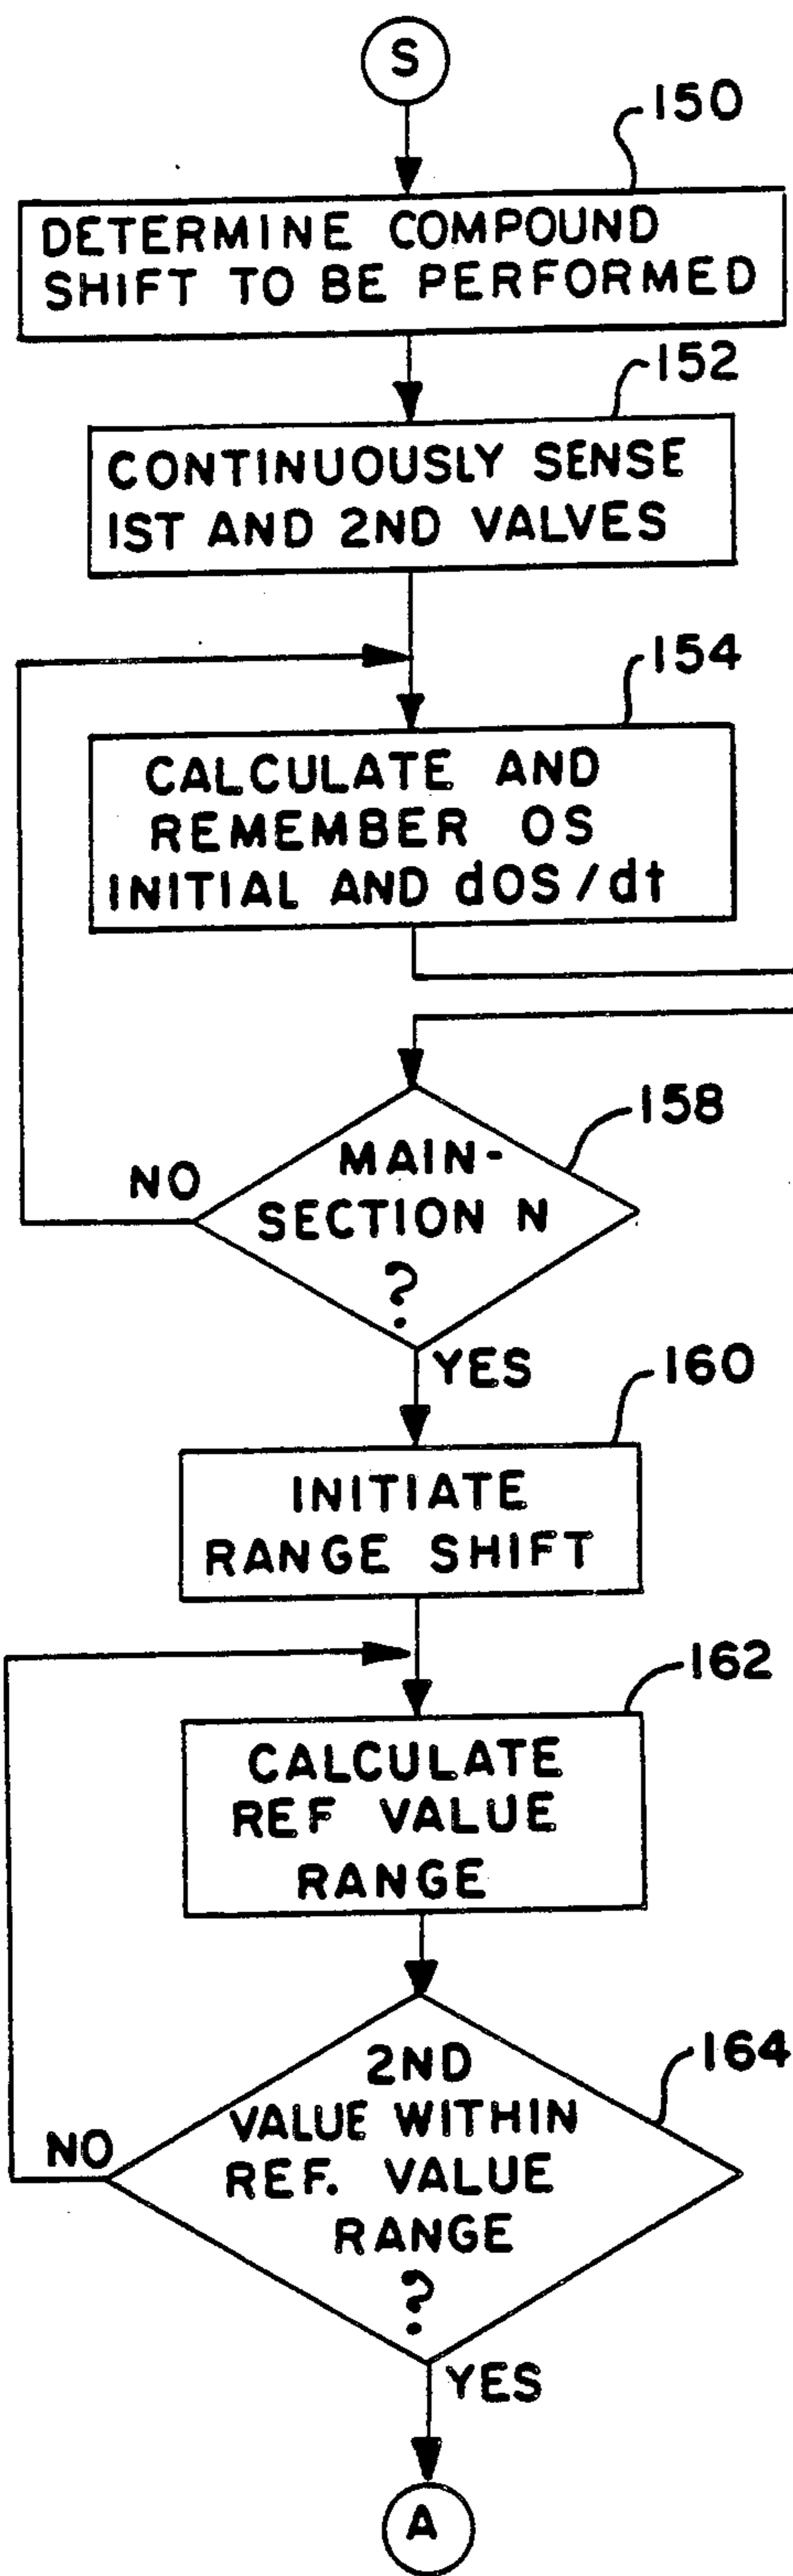 S
150
DETERMINE COMPOUND
SHIFT TO BE PERFORMED
152
CONTINUOUSLY SENSE
IST AND 2ND VALVES
154
CALCULATE AND
REMEMBER OS
INITIAL AND dOS/dt
158
NO
MAIN-
SECTION N
?
YES
160
INITIATE
RANGE SHIFT
162
CALCULATE
REF VALUE
RANGE
164
2ND
VALUE WITHIN
NO
REF. VALUE
RANGE
?
YES
A